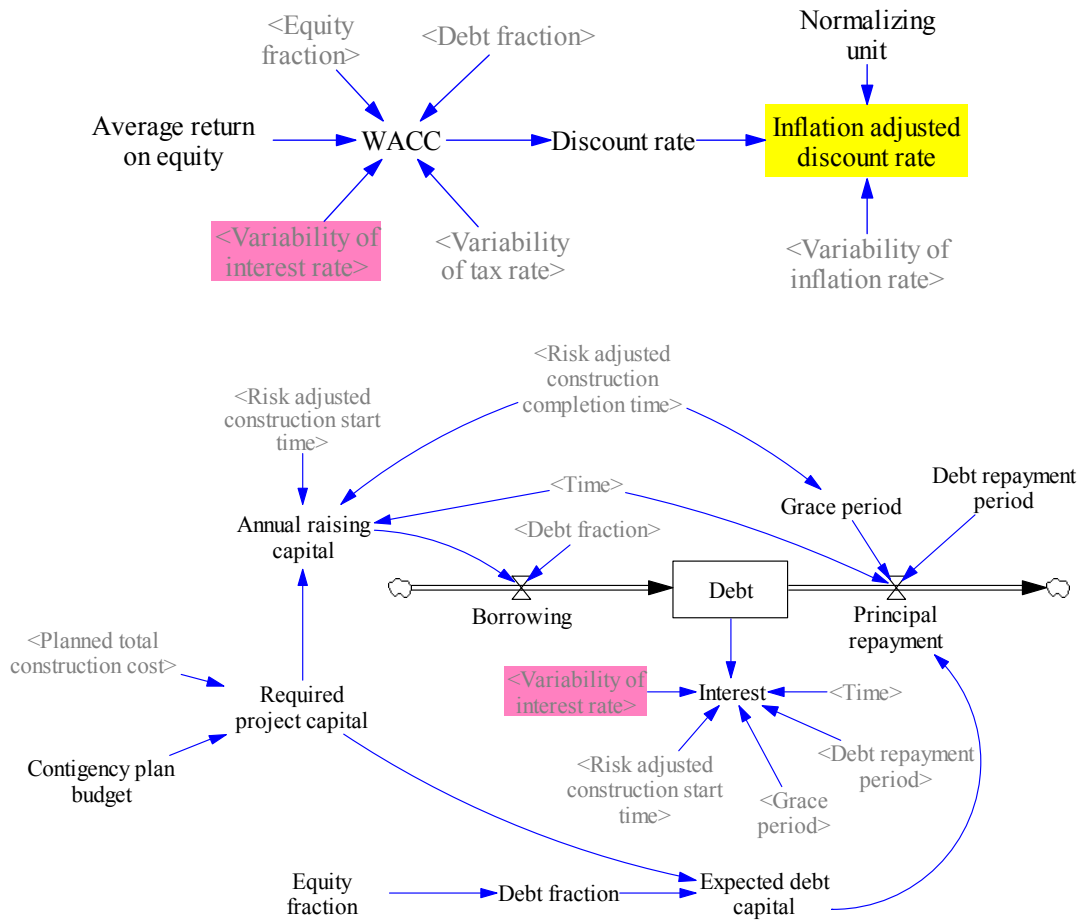 <Equity
fraction>
<Debt fraction>
Normalizing
unit
Average return
on equity
WACC
Discount rate
Inflation adjusted
discount rate
<Variability of
interest rate>
<Variability
of tax rate>
<Variability of
inflation rate>
<Risk adjusted
construction
completion time>
<Risk adjusted
construction start
time>
<Time>
Debt repayment
period
Grace period
Annual raising
capital
<Debt fraction>
Debt
Borrowing
Principal
repayment
<Planned total
construction cost>
Required
project capital
<Variability of
interest rate>
Interest
<Time>
Contigency plan
budget
<Risk adjusted
construction start
time>
<Debt repayment
period>
<Grace
period>
Equity
fraction
Debt fraction
Expected debt
capital